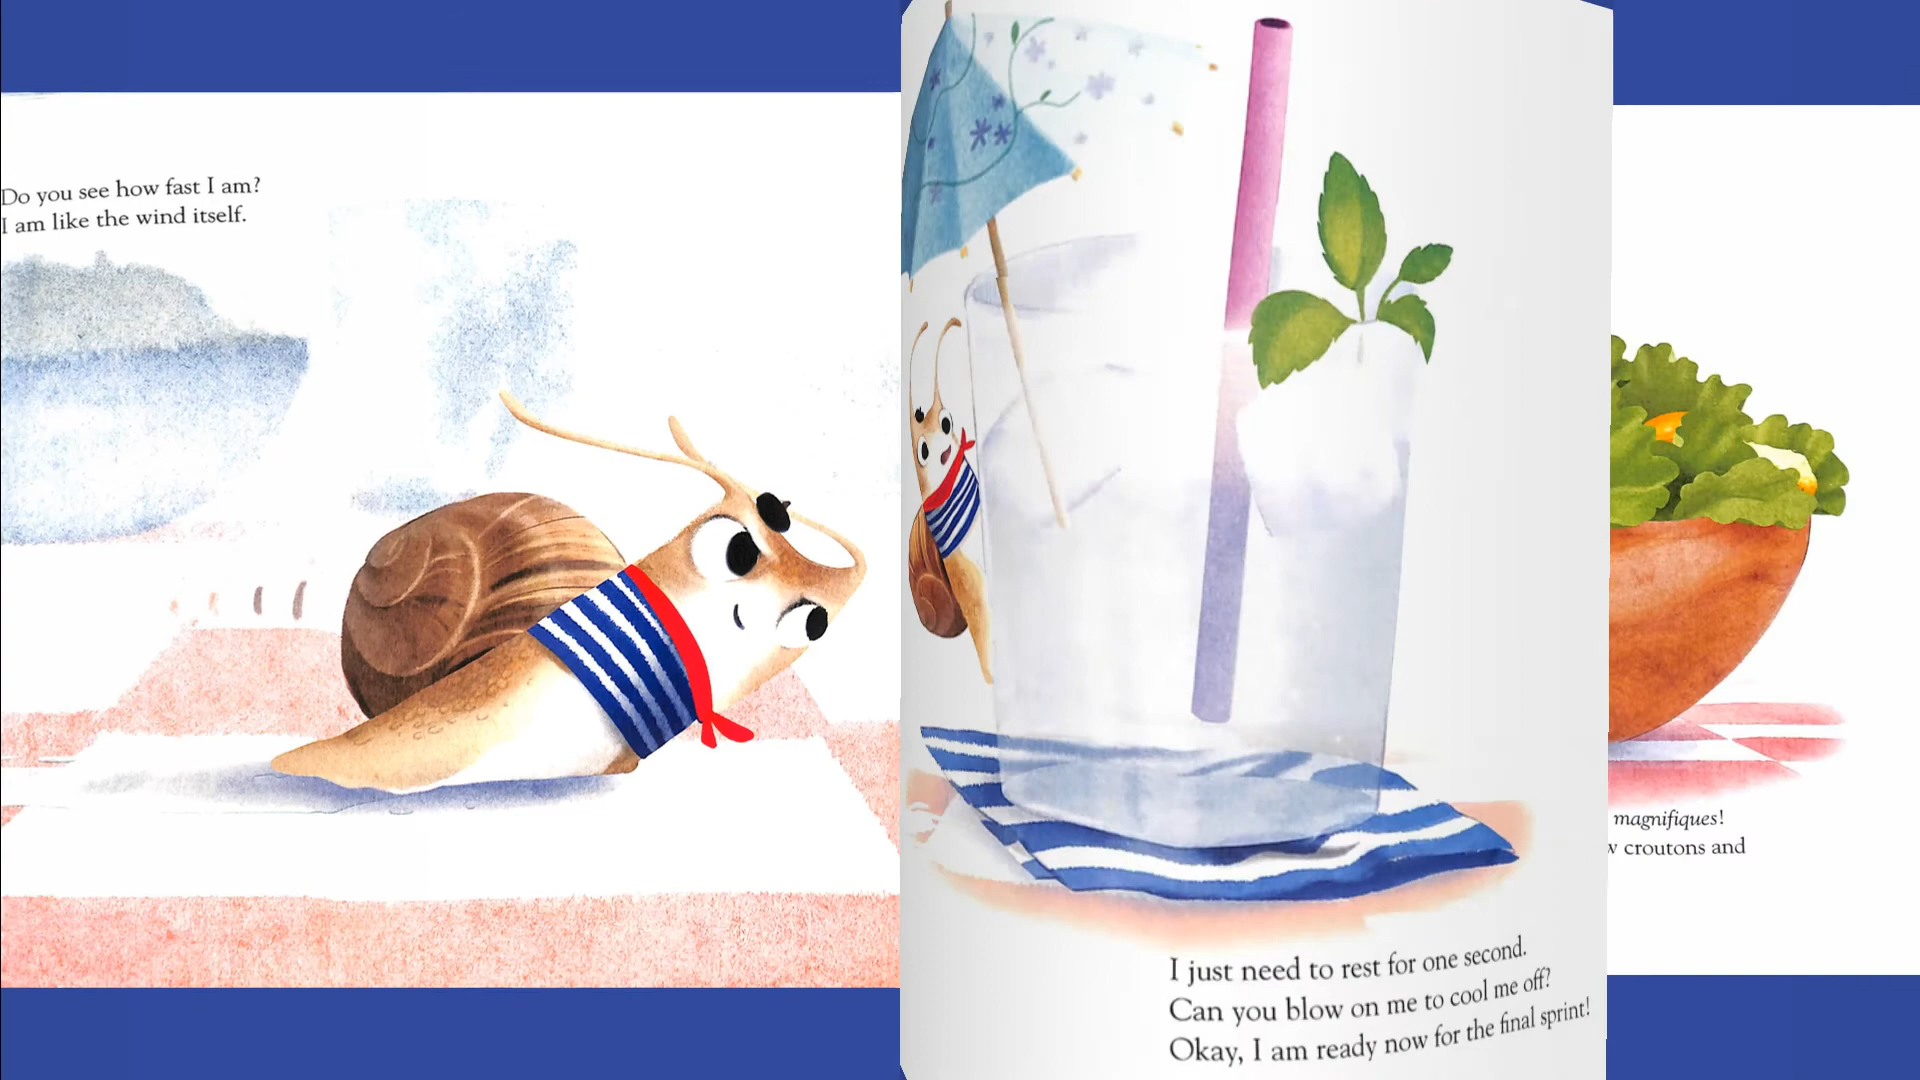 Do you see how fast I am?
I am like the wind itself.
I just need to rest for one second.
Can you blow on me to cool me off?
Okay, I am ready now for the final sprint!
magnifiques!
croutons and